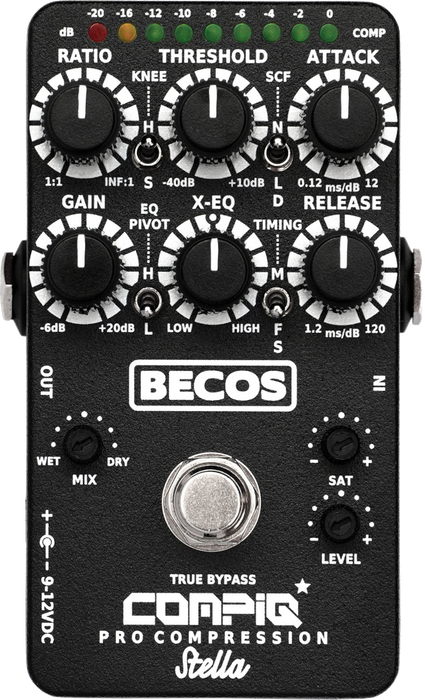 -20 -16 -12 -10 -8 -6 -4 -2 0
dB COMP
RATIO THRESHOLD ATTACK
KNEE SCF
H N
S L
D
1:1 INF:1 -40dB +10dB 0.12 ms/dB 12
GAIN EQ PIVOT X-EQ TIMING RELEASE
H M
L F
S
-6dB +20dB LOW HIGH 1.2 ms/dB 120
BECOS
OUT IN
WET DRY
MIX
- +
SAT
- +
LEVEL
+ - 9-12VDC
TRUE BYPASS
COMPIQ
PRO COMPRESSION
Stella